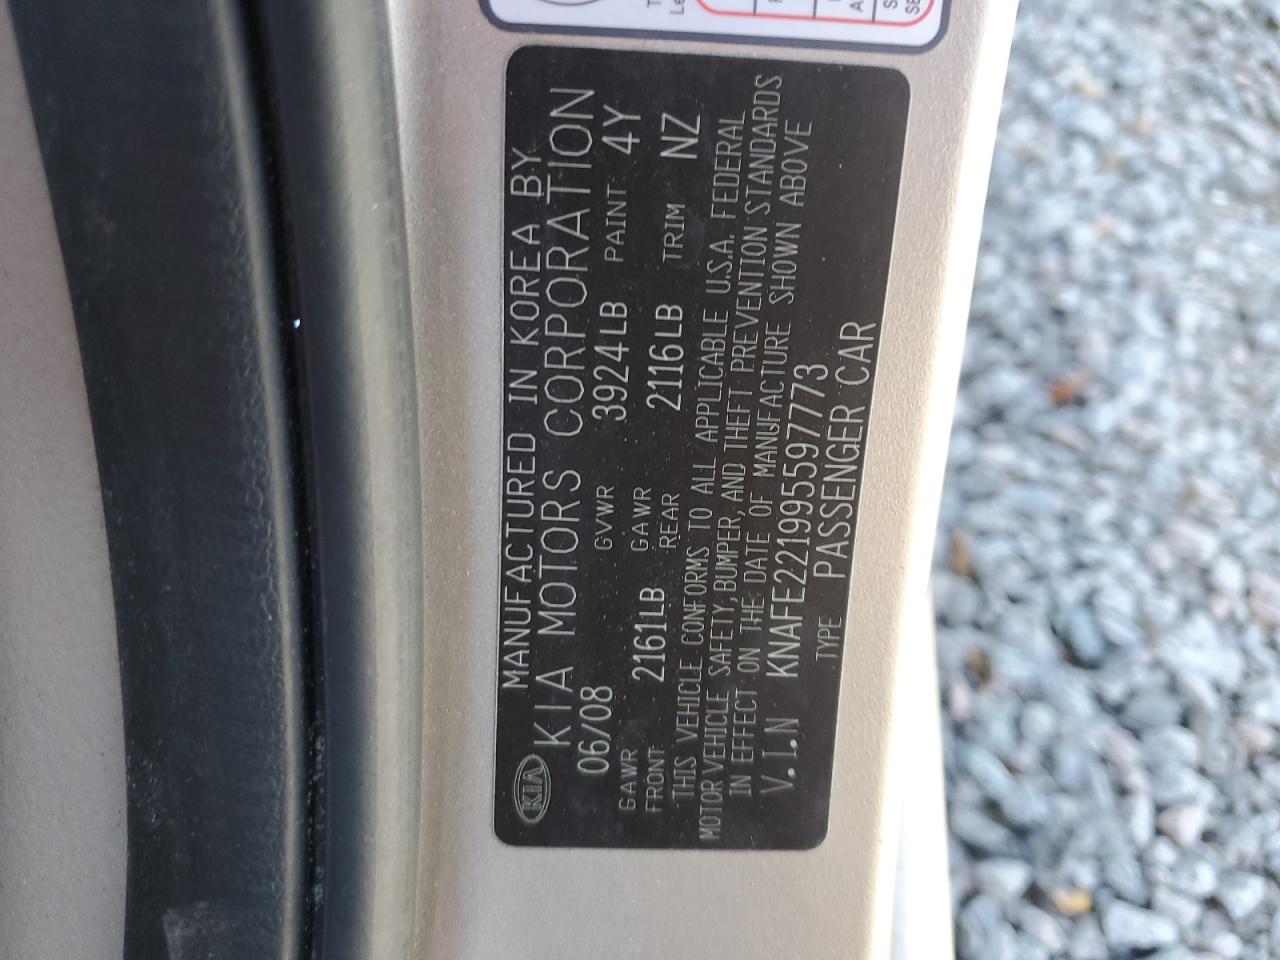 MANUFACTURED IN KOREA BY
KIA KIA MOTORS CORPORATION
06/08 GVWR 3924LB PAINT 4Y
GAWR FRONT 2161LB GAWR REAR 2116LB TRIM NZ
THIS VEHICLE CONFORMS TO ALL APPLICABLE U.S.A. FEDERAL
MOTOR VEHICLE SAFETY, BUMPER, AND THEFT PREVENTION STANDARDS
IN EFFECT ON THE DATE OF MANUFACTURE SHOWN ABOVE
V.I.N KNAFE221995597773
TYPE PASSENGER CAR